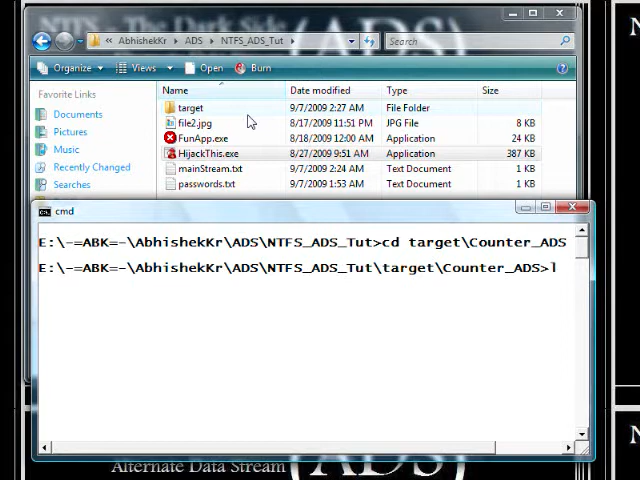 NTFS - The Dark Side
(ADS)
« AbhishekKr ▸ ADS ▸ NTFS_ADS_Tut ▸
Search
Organize Views Open Burn
Favorite Links
Documents
Pictures
Music
Recently Changed
Searches
Name Date modified Type Size
target 9/7/2009 2:27 AM File Folder
file2.jpg 8/17/2009 11:51 PM JPG File 8 KB
FunApp.exe 8/18/2009 12:00 AM Application 24 KB
HijackThis.exe 8/27/2009 9:51 AM Application 387 KB
mainStream.txt 9/7/2009 2:24 AM Text Document 1 KB
passwords.txt 9/7/2009 1:53 AM Text Document 1 KB
cmd
E:\-=ABK=-\AbhishekKr\ADS\NTFS_ADS_Tut>cd target\Counter_ADS
E:\-=ABK=-\AbhishekKr\ADS\NTFS_ADS_Tut\target\Counter_ADS>l
Alternate Data Stream (ADS)